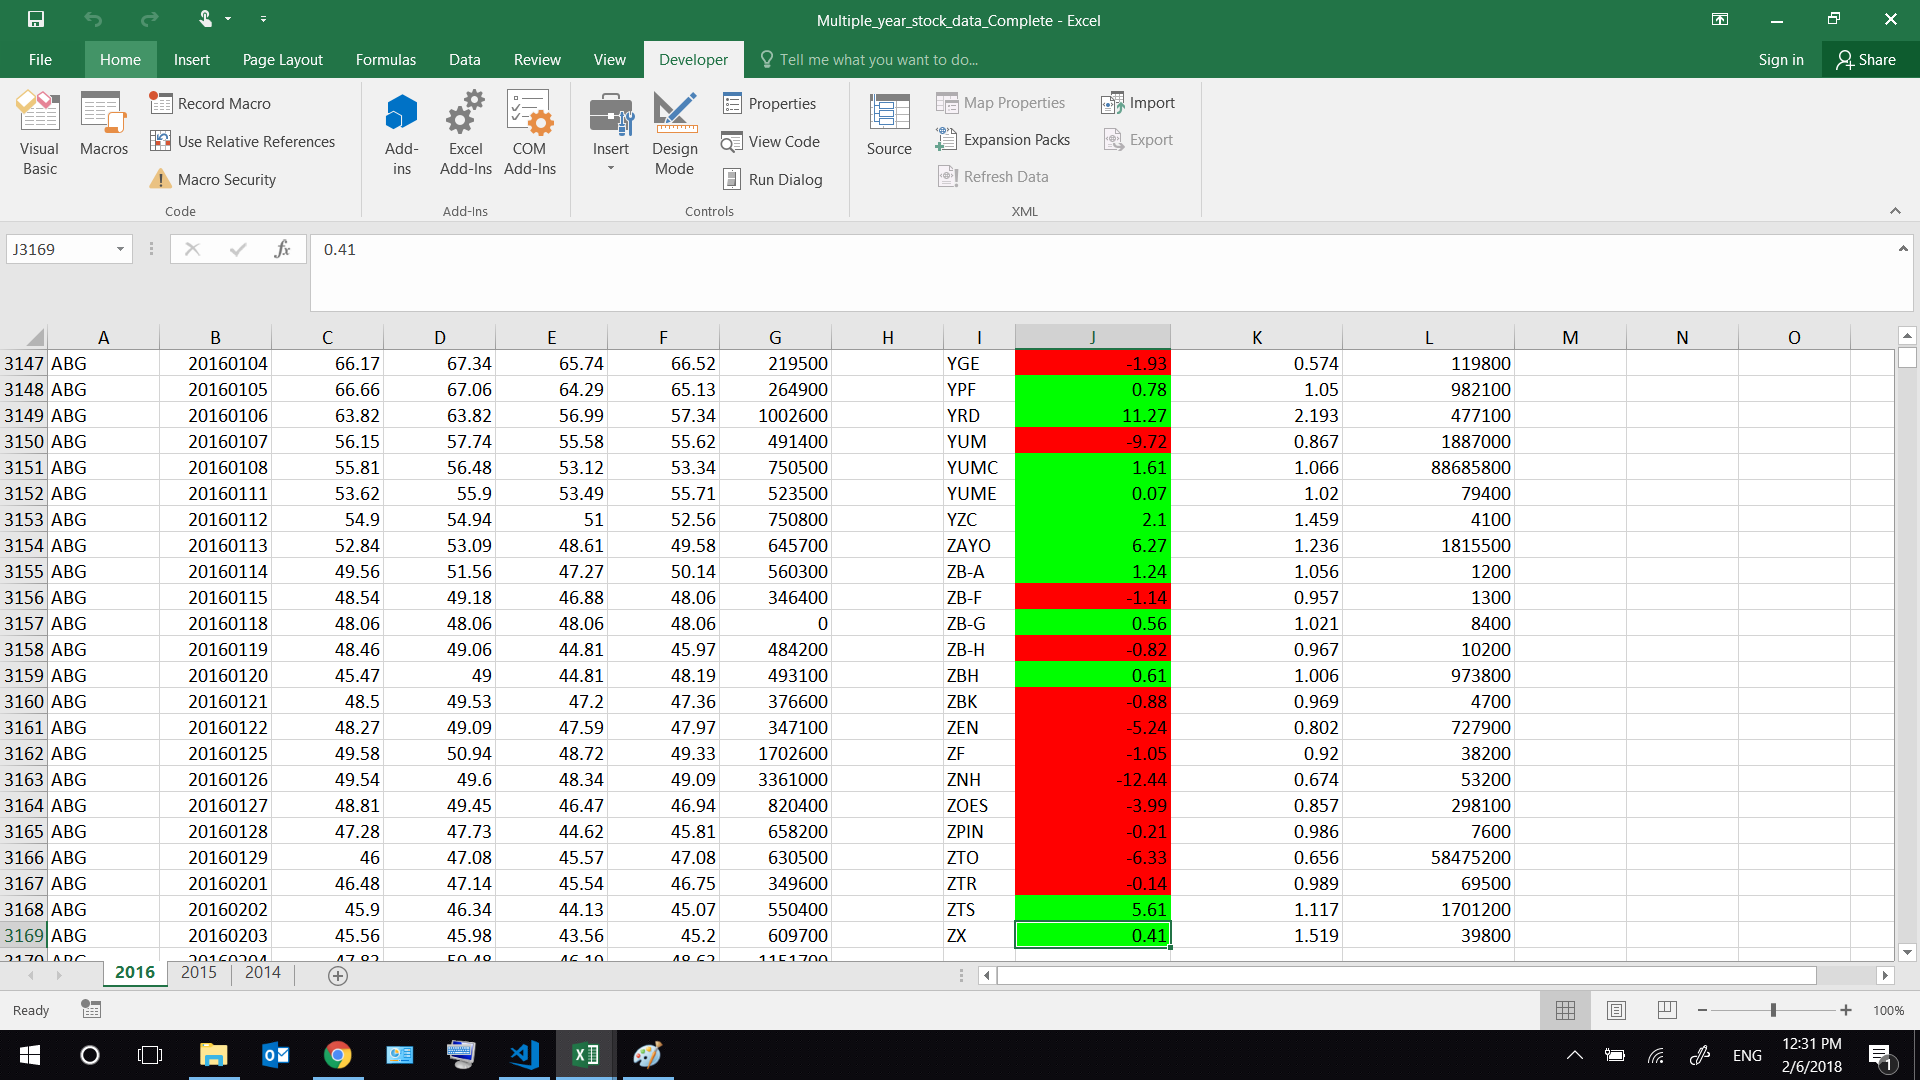 Multiple_year_stock_data_Complete - Excel
File Home Insert Page Layout Formulas Data Review View Developer Tell me what you want to do... Sign in Share
Visual Basic
Macros
Record Macro
Use Relative References
Macro Security
Code
Add-ins
Excel Add-Ins
COM Add-Ins
Add-Ins
Insert
Design Mode
Properties
View Code
Run Dialog
Controls
Source
Map Properties
Expansion Packs
Refresh Data
Import
Export
XML
J3169 fx 0.41
A B C D E F G H I J K L M N O
3147 ABG 20160104 66.17 67.34 65.74 66.52 219500 YGE -1.93 0.574 119800
3148 ABG 20160105 66.66 67.06 64.29 65.13 264900 YPF 0.78 1.05 982100
3149 ABG 20160106 63.82 63.82 56.99 57.34 1002600 YRD 11.27 2.193 477100
3150 ABG 20160107 56.15 57.74 55.58 55.62 491400 YUM -9.72 0.867 1887000
3151 ABG 20160108 55.81 56.48 53.12 53.34 750500 YUMC 1.61 1.066 88685800
3152 ABG 20160111 53.62 55.9 53.49 55.71 523500 YUME 0.07 1.02 79400
3153 ABG 20160112 54.9 54.94 51 52.56 750800 YZC 2.1 1.459 4100
3154 ABG 20160113 52.84 53.09 48.61 49.58 645700 ZAYO 6.27 1.236 1815500
3155 ABG 20160114 49.56 51.56 47.27 50.14 560300 ZB-A 1.24 1.056 1200
3156 ABG 20160115 48.54 49.18 46.88 48.06 346400 ZB-F -1.14 0.957 1300
3157 ABG 20160118 48.06 48.06 48.06 48.06 0 ZB-G 0.56 1.021 8400
3158 ABG 20160119 48.46 49.06 44.81 45.97 484200 ZB-H -0.82 0.967 10200
3159 ABG 20160120 45.47 49 44.81 48.19 493100 ZBH 0.61 1.006 973800
3160 ABG 20160121 48.5 49.53 47.2 47.36 376600 ZBK -0.88 0.969 4700
3161 ABG 20160122 48.27 49.09 47.59 47.97 347100 ZEN -5.24 0.802 727900
3162 ABG 20160125 49.58 50.94 48.72 49.33 1702600 ZF -1.05 0.92 38200
3163 ABG 20160126 49.54 49.6 48.34 49.09 3361000 ZNH -12.44 0.674 53200
3164 ABG 20160127 48.81 49.45 46.47 46.94 820400 ZOES -3.99 0.857 298100
3165 ABG 20160128 47.28 47.73 44.62 45.81 658200 ZPIN -0.21 0.986 7600
3166 ABG 20160129 46 47.08 45.57 47.08 630500 ZTO -6.33 0.656 58475200
3167 ABG 20160201 46.48 47.14 45.54 46.75 349600 ZTR -0.14 0.989 69500
3168 ABG 20160202 45.9 46.34 44.13 45.07 550400 ZTS 5.61 1.117 1701200
3169 ABG 20160203 45.56 45.98 43.56 45.2 609700 ZX 0.41 1.519 39800
2016 2015 2014
Ready 100%
ENG 12:31 PM
2/6/2018 1